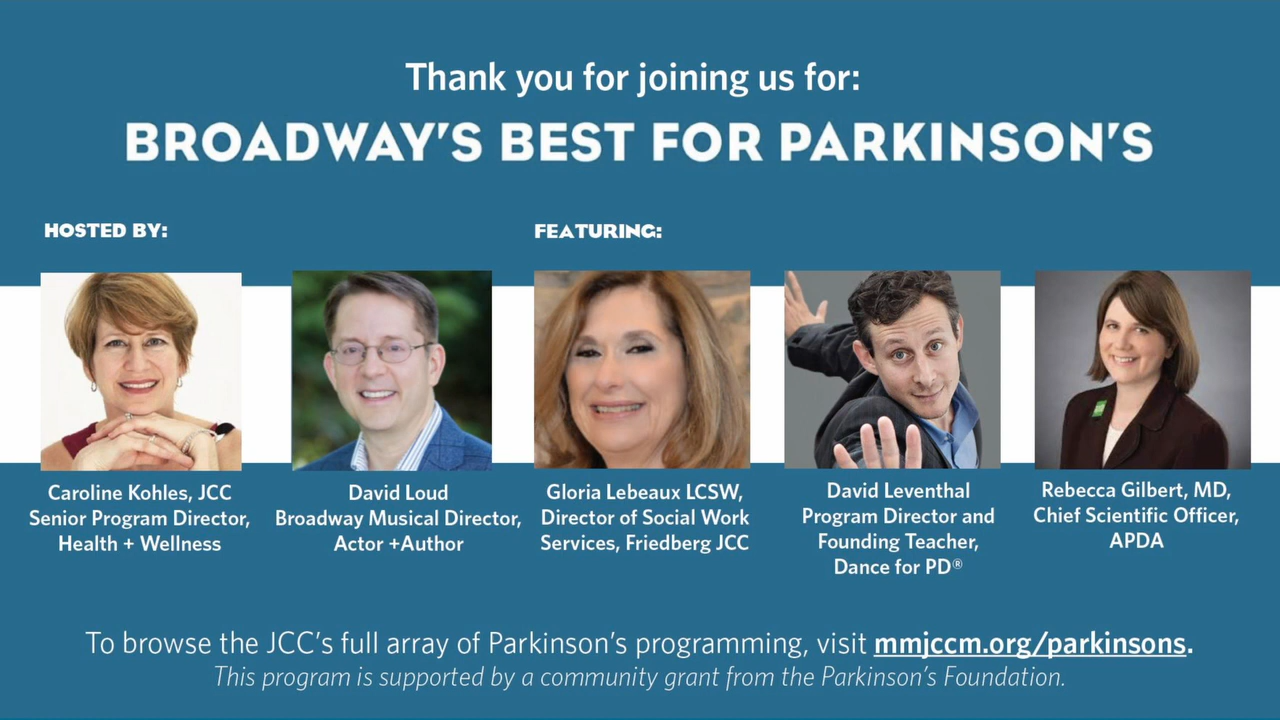 Thank you for joining us for:
BROADWAY'S BEST FOR PARKINSON'S
HOSTED BY:
Caroline Kohles, JCC
Senior Program Director,
Health + Wellness
David Loud
Broadway Musical Director,
Actor +Author
FEATURING:
Gloria Lebeaux LCSW,
Director of Social Work
Services, Friedberg JCC
David Leventhal
Program Director and
Founding Teacher,
Dance for PD®
Rebecca Gilbert, MD,
Chief Scientific Officer,
APDA
To browse the JCC's full array of Parkinson's programming, visit mmjccm.org/parkinsons.
This program is supported by a community grant from the Parkinson's Foundation.